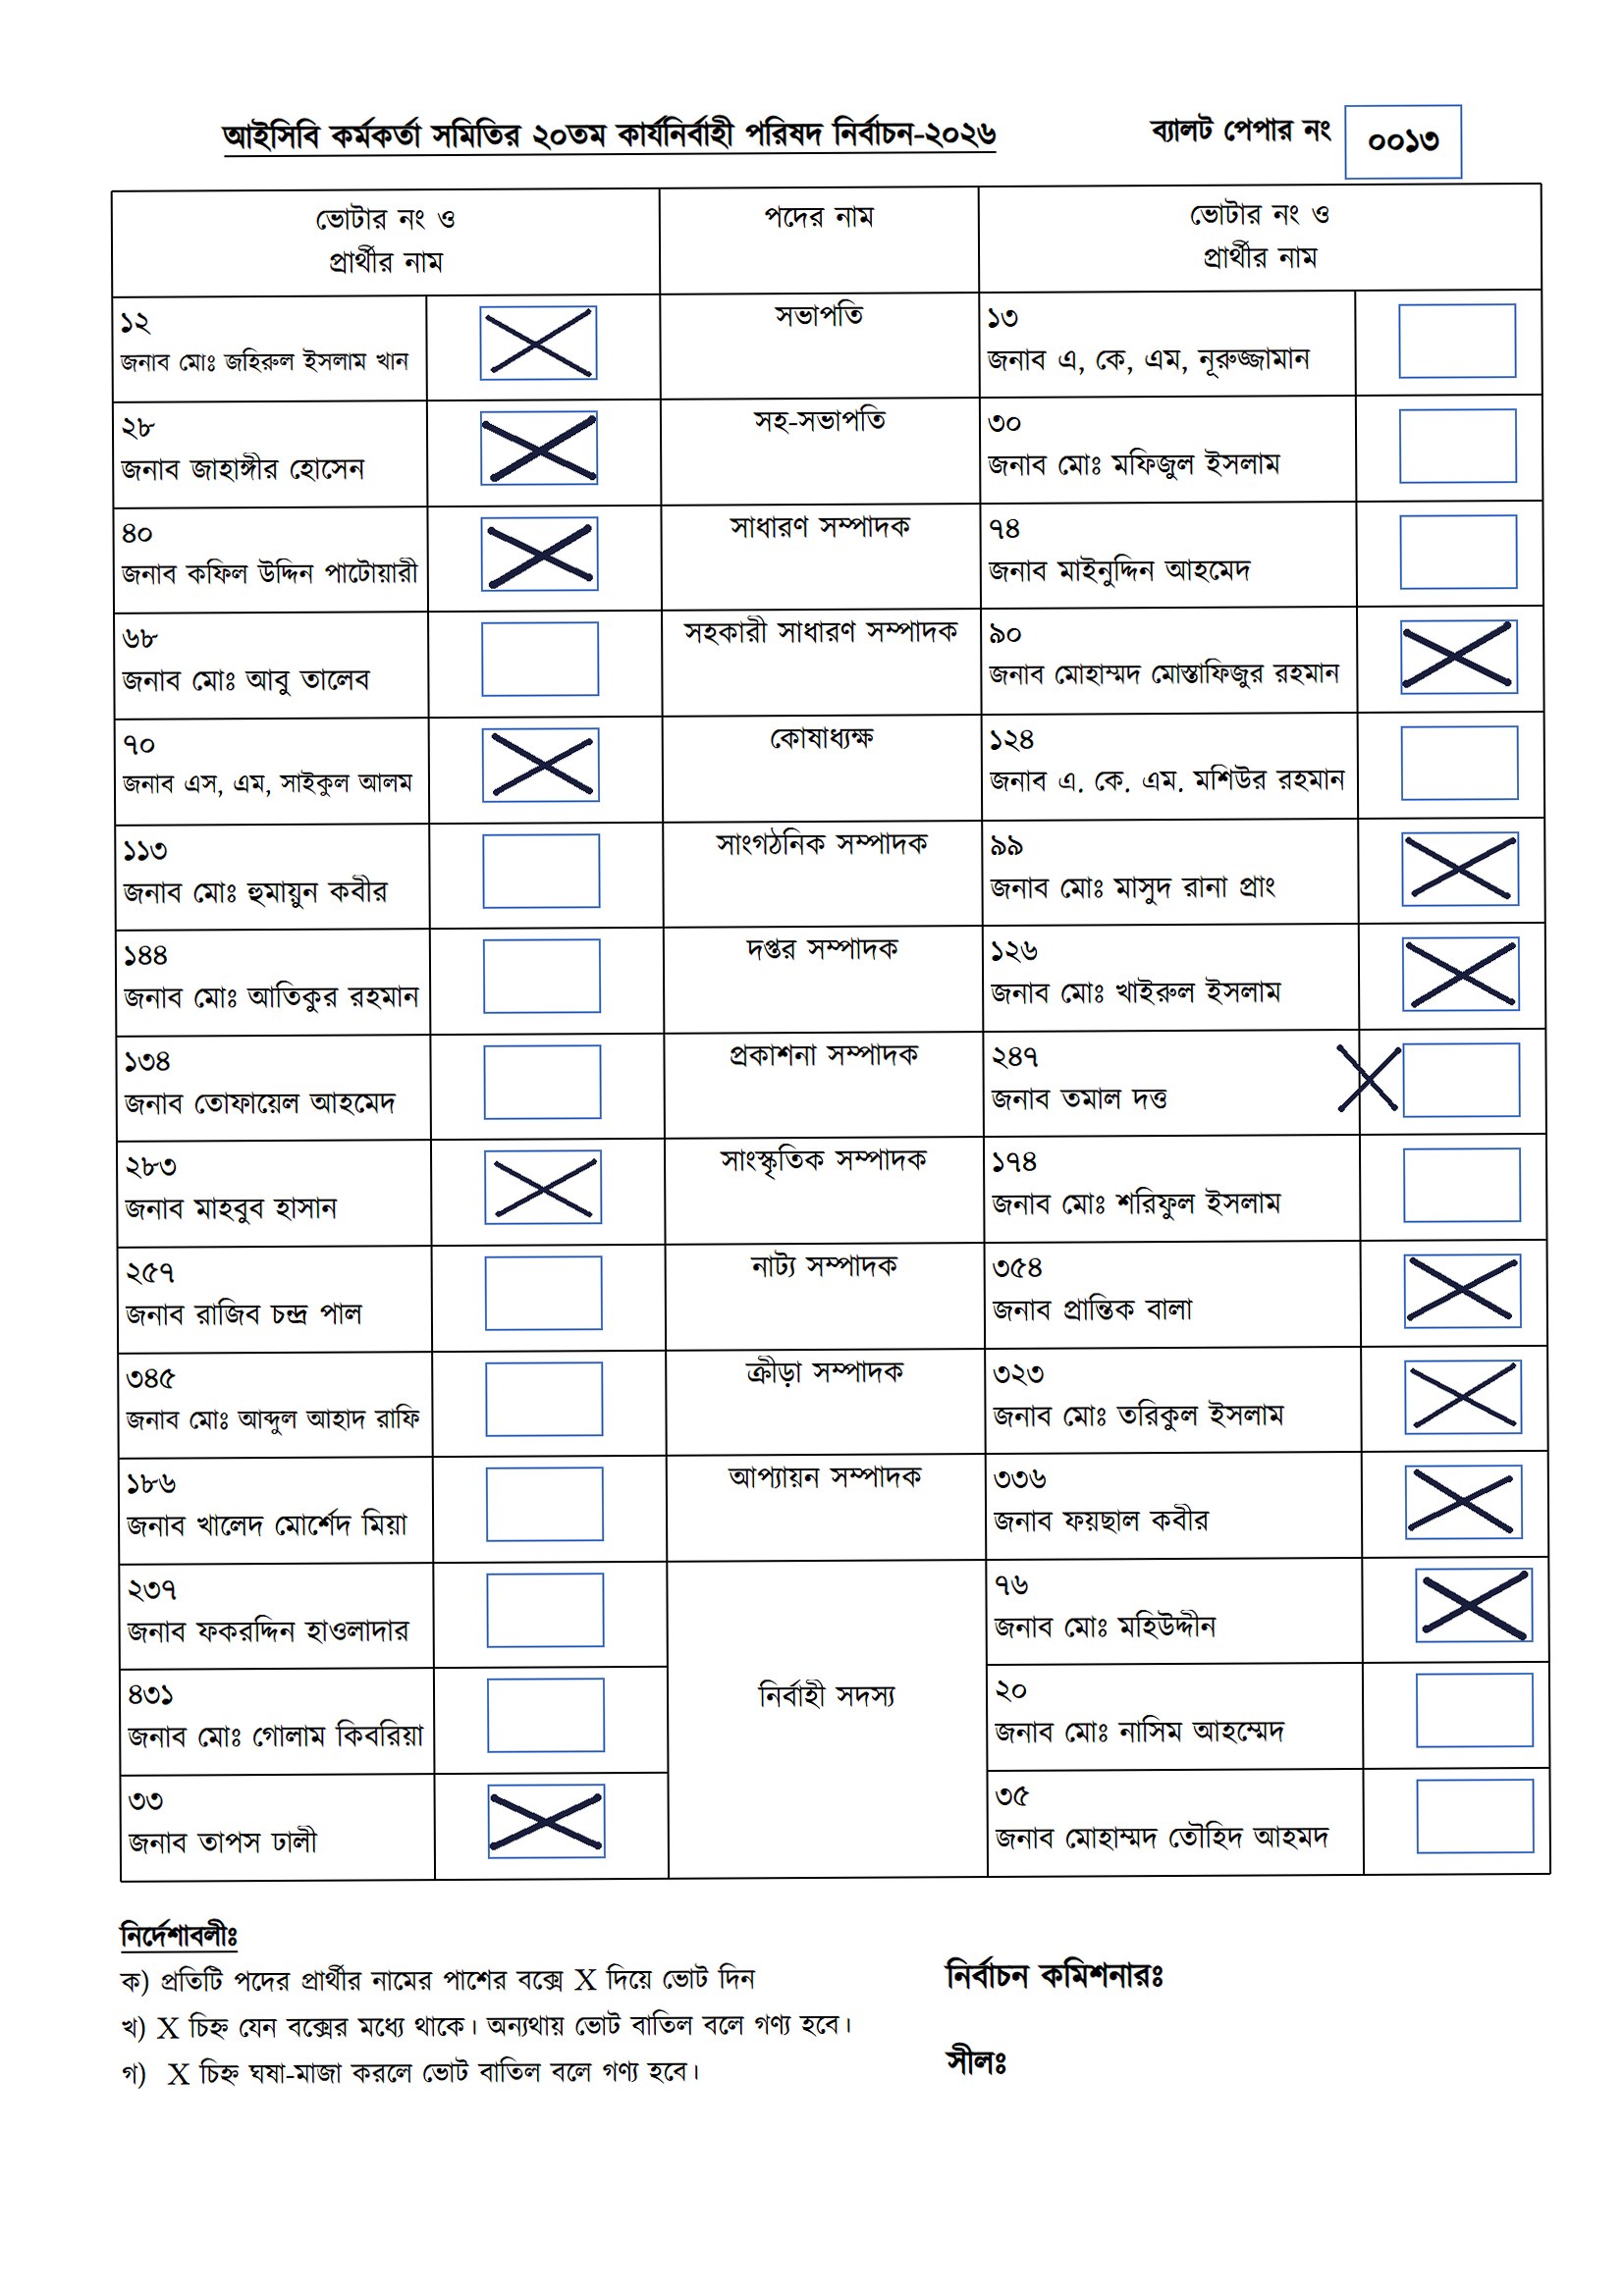 আইসিবি কর্মকর্তা সমিতির ২০তম কার্যনির্বাহী পরিষদ নির্বাচন-২০২৬ ব্যালট পেপার নং ০০১৩
ভোটার নং ও
প্রার্থীর নাম
পদের নাম
ভোটার নং ও
প্রার্থীর নাম
১২
জনাব মোঃ জহিরুল ইসলাম খান
সভাপতি
১৩
জনাব এ, কে, এম, নূরুজ্জামান
২৮
জনাব জাহাঙ্গীর হোসেন
সহ-সভাপতি
৩০
জনাব মোঃ মফিজুল ইসলাম
৪০
জনাব কফিল উদ্দিন পাটোয়ারী
সাধারণ সম্পাদক
৭৪
জনাব মাইনুদ্দিন আহমেদ
৬৮
জনাব মোঃ আবু তালেব
সহকারী সাধারণ সম্পাদক
৯০
জনাব মোহাম্মদ মোস্তাফিজুর রহমান
৭০
জনাব এস, এম, সাইকুল আলম
কোষাধ্যক্ষ
১২৪
জনাব এ. কে. এম. মশিউর রহমান
১১৩
জনাব মোঃ হুমায়ুন কবীর
সাংগঠনিক সম্পাদক
৯৯
জনাব মোঃ মাসুদ রানা প্রাং
১৪৪
জনাব মোঃ আতিকুর রহমান
দপ্তর সম্পাদক
১২৬
জনাব মোঃ খাইরুল ইসলাম
১৩৪
জনাব তোফায়েল আহমেদ
প্রকাশনা সম্পাদক
২৪৭
জনাব তমাল দত্ত
২৮৩
জনাব মাহবুব হাসান
সাংস্কৃতিক সম্পাদক
১৭৪
জনাব মোঃ শরিফুল ইসলাম
২৫৭
জনাব রাজিব চন্দ্র পাল
নাট্য সম্পাদক
৩৫৪
জনাব প্রান্তিক বালা
৩৪৫
জনাব মোঃ আব্দুল আহাদ রাফি
ক্রীড়া সম্পাদক
৩২৩
জনাব মোঃ তরিকুল ইসলাম
১৮৬
জনাব খালেদ মোর্শেদ মিয়া
আপ্যায়ন সম্পাদক
৩৩৬
জনাব ফয়ছাল কবীর
২৩৭
জনাব ফকরদ্দিন হাওলাদার
৭৬
জনাব মোঃ মহিউদ্দীন
৪৩১
জনাব মোঃ গোলাম কিবরিয়া
নির্বাহী সদস্য
২০
জনাব মোঃ নাসিম আহম্মেদ
৩৩
জনাব তাপস ঢালী
৩৫
জনাব মোহাম্মদ তৌহিদ আহমদ
নির্দেশাবলীঃ
ক) প্রতিটি পদের প্রার্থীর নামের পাশের বক্সে X দিয়ে ভোট দিন
খ) X চিহ্ন যেন বক্সের মধ্যে থাকে। অন্যথায় ভোট বাতিল বলে গণ্য হবে।
গ) X চিহ্ন ঘষা-মাজা করলে ভোট বাতিল বলে গণ্য হবে।
নির্বাচন কমিশনারঃ
সীলঃ